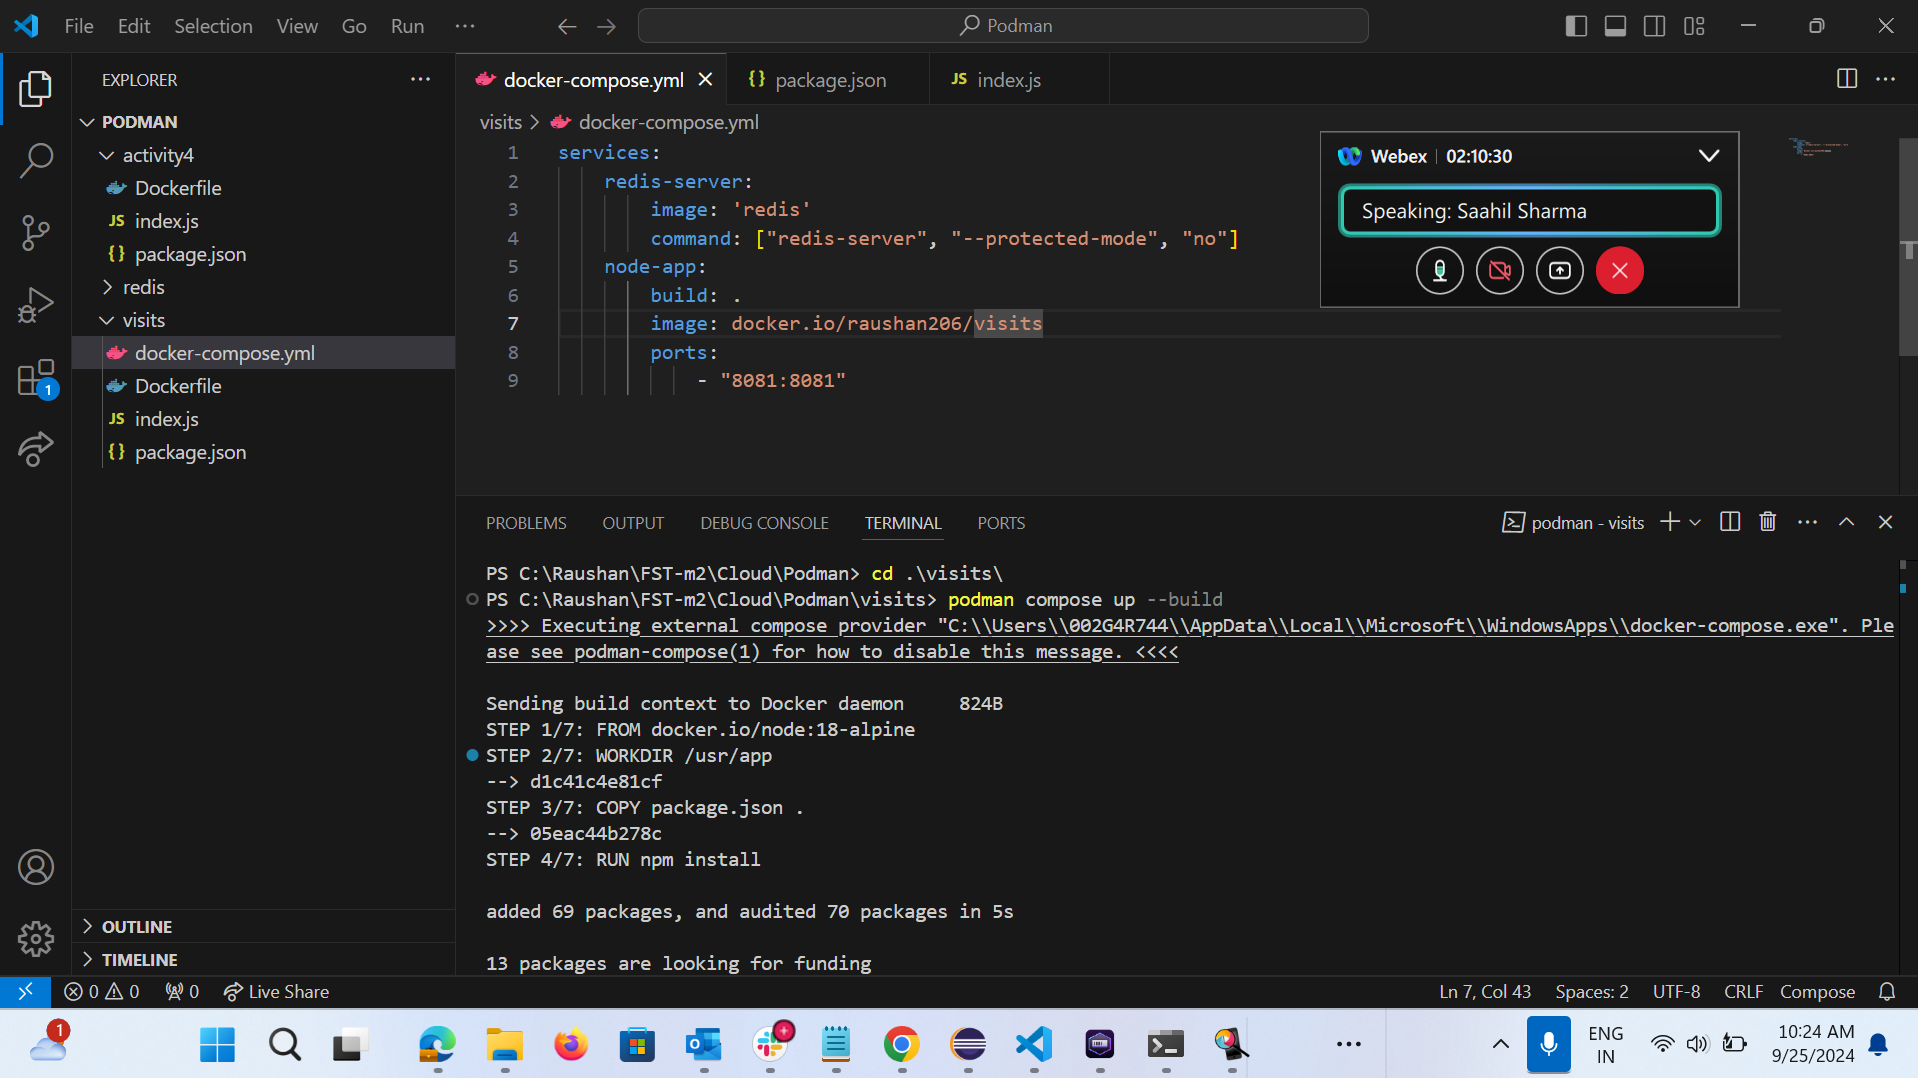 File Edit Selection View Go Run ···
Podman
EXPLORER
PODMAN
activity4
Dockerfile
JS index.js
{} package.json
redis
visits
docker-compose.yml
Dockerfile
JS index.js
{} package.json
OUTLINE
TIMELINE
1
docker-compose.yml
{} package.json
JS index.js
visits > docker-compose.yml
1 services:
2 redis-server:
3 image: 'redis'
4 command: ["redis-server", "--protected-mode", "no"]
5 node-app:
6 build: .
7 image: docker.io/raushan206/visits
8 ports:
9 - "8081:8081"
Webex | 02:10:30
Speaking: Saahil Sharma
PROBLEMS OUTPUT DEBUG CONSOLE TERMINAL PORTS
podman - visits
PS C:\Raushan\FST-m2\Cloud\Podman> cd .\visits\
PS C:\Raushan\FST-m2\Cloud\Podman\visits> podman compose up --build
>>>> Executing external compose provider "C:\\Users\\002G4R744\\AppData\\Local\\Microsoft\\WindowsApps\\docker-compose.exe". Ple
ase see podman-compose(1) for how to disable this message. <<<<
Sending build context to Docker daemon 824B
STEP 1/7: FROM docker.io/node:18-alpine
STEP 2/7: WORKDIR /usr/app
--> d1c41c4e81cf
STEP 3/7: COPY package.json .
--> 05eac44b278c
STEP 4/7: RUN npm install
added 69 packages, and audited 70 packages in 5s
13 packages are looking for funding
0 0 0 Live Share
Ln 7, Col 43 Spaces: 2 UTF-8 CRLF Compose
1
ENG
IN
10:24 AM
9/25/2024